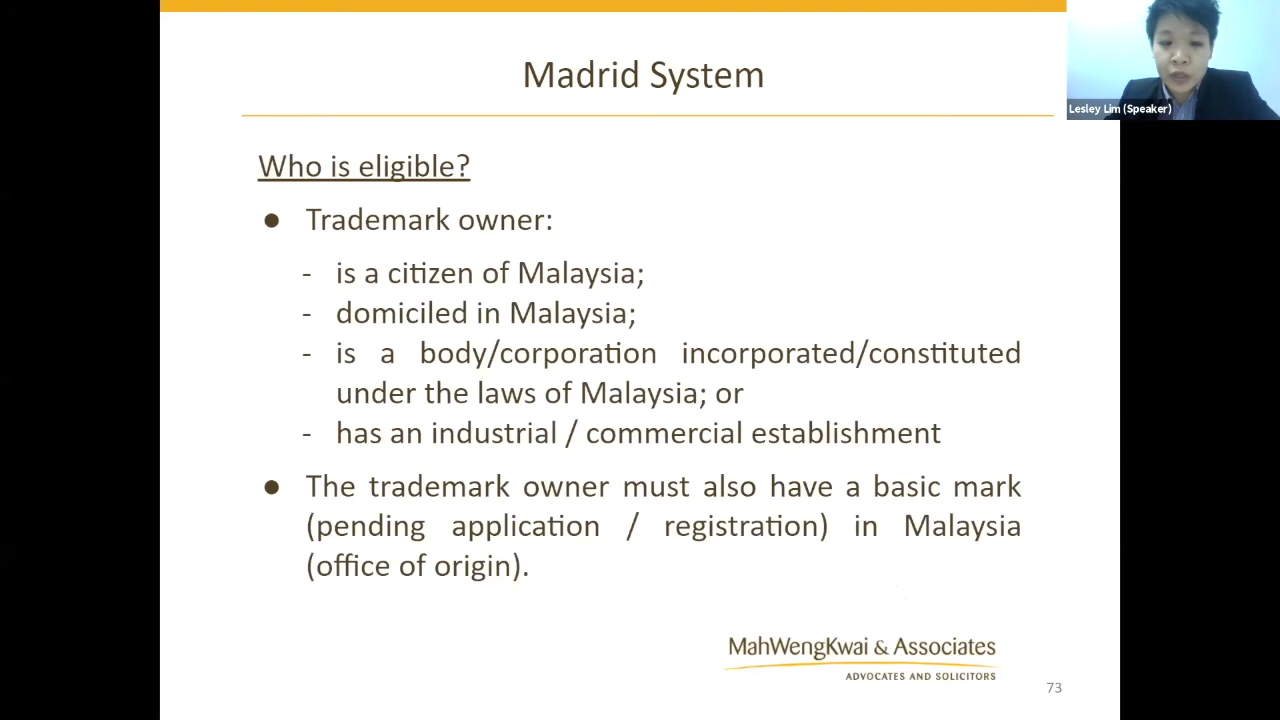 Madrid System
Lesley Lim (Speaker)
Who is eligible?
● Trademark owner:
- is a citizen of Malaysia;
- domiciled in Malaysia;
- is a body/corporation incorporated/constituted
under the laws of Malaysia; or
- has an industrial / commercial establishment
● The trademark owner must also have a basic mark
(pending application / registration) in Malaysia
(office of origin).
MahWengKwai & Associates
ADVOCATES AND SOLICITORS
73